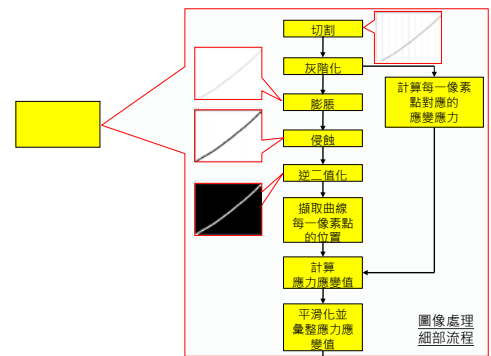 切割
灰階化
計算每一像素
點對應的
應變應力
膨脹
侵蝕
逆二值化
擷取曲線
每一像素點
的位置
計算
應力應變值
平滑化並
彙整應力應
變值
圖像處理
細部流程